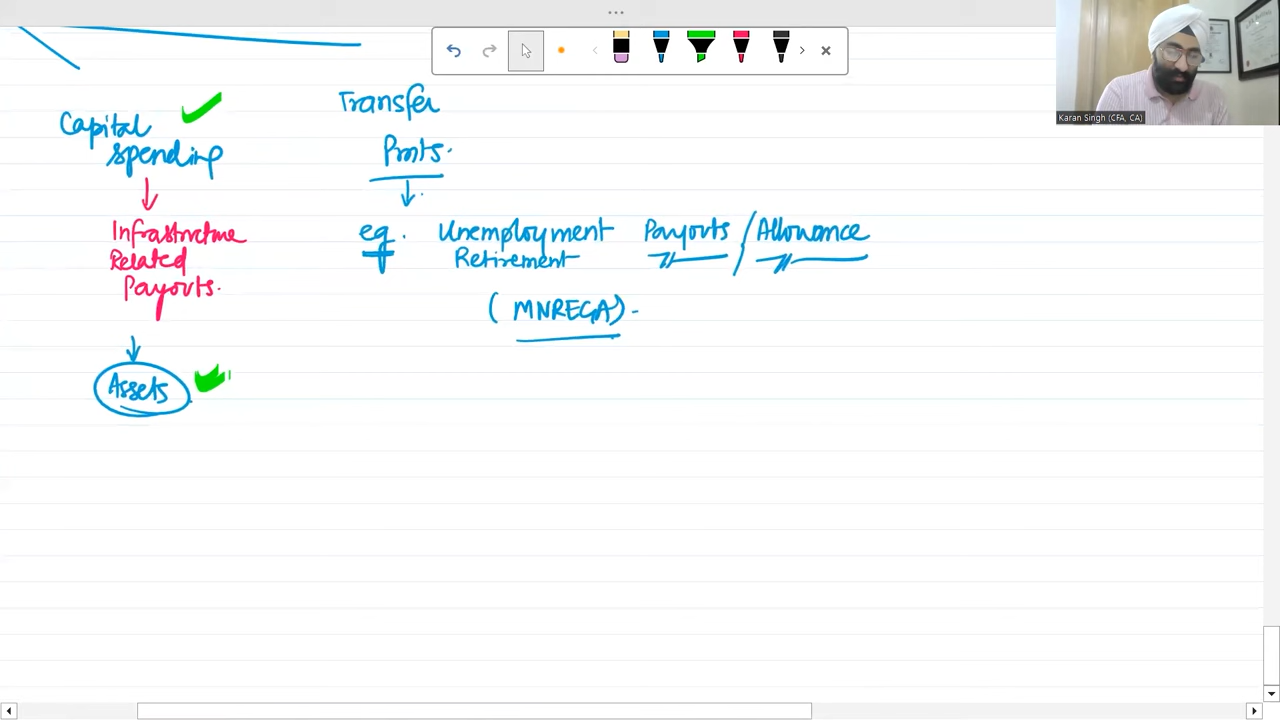 Capital
spending
Infrastructure
Related
Payouts.
Assets
Transfer
Pmts.
eg. Unemployment Payouts / Allowance
Retirement
(MNREGA).
Karan Singh (CFA, CA)